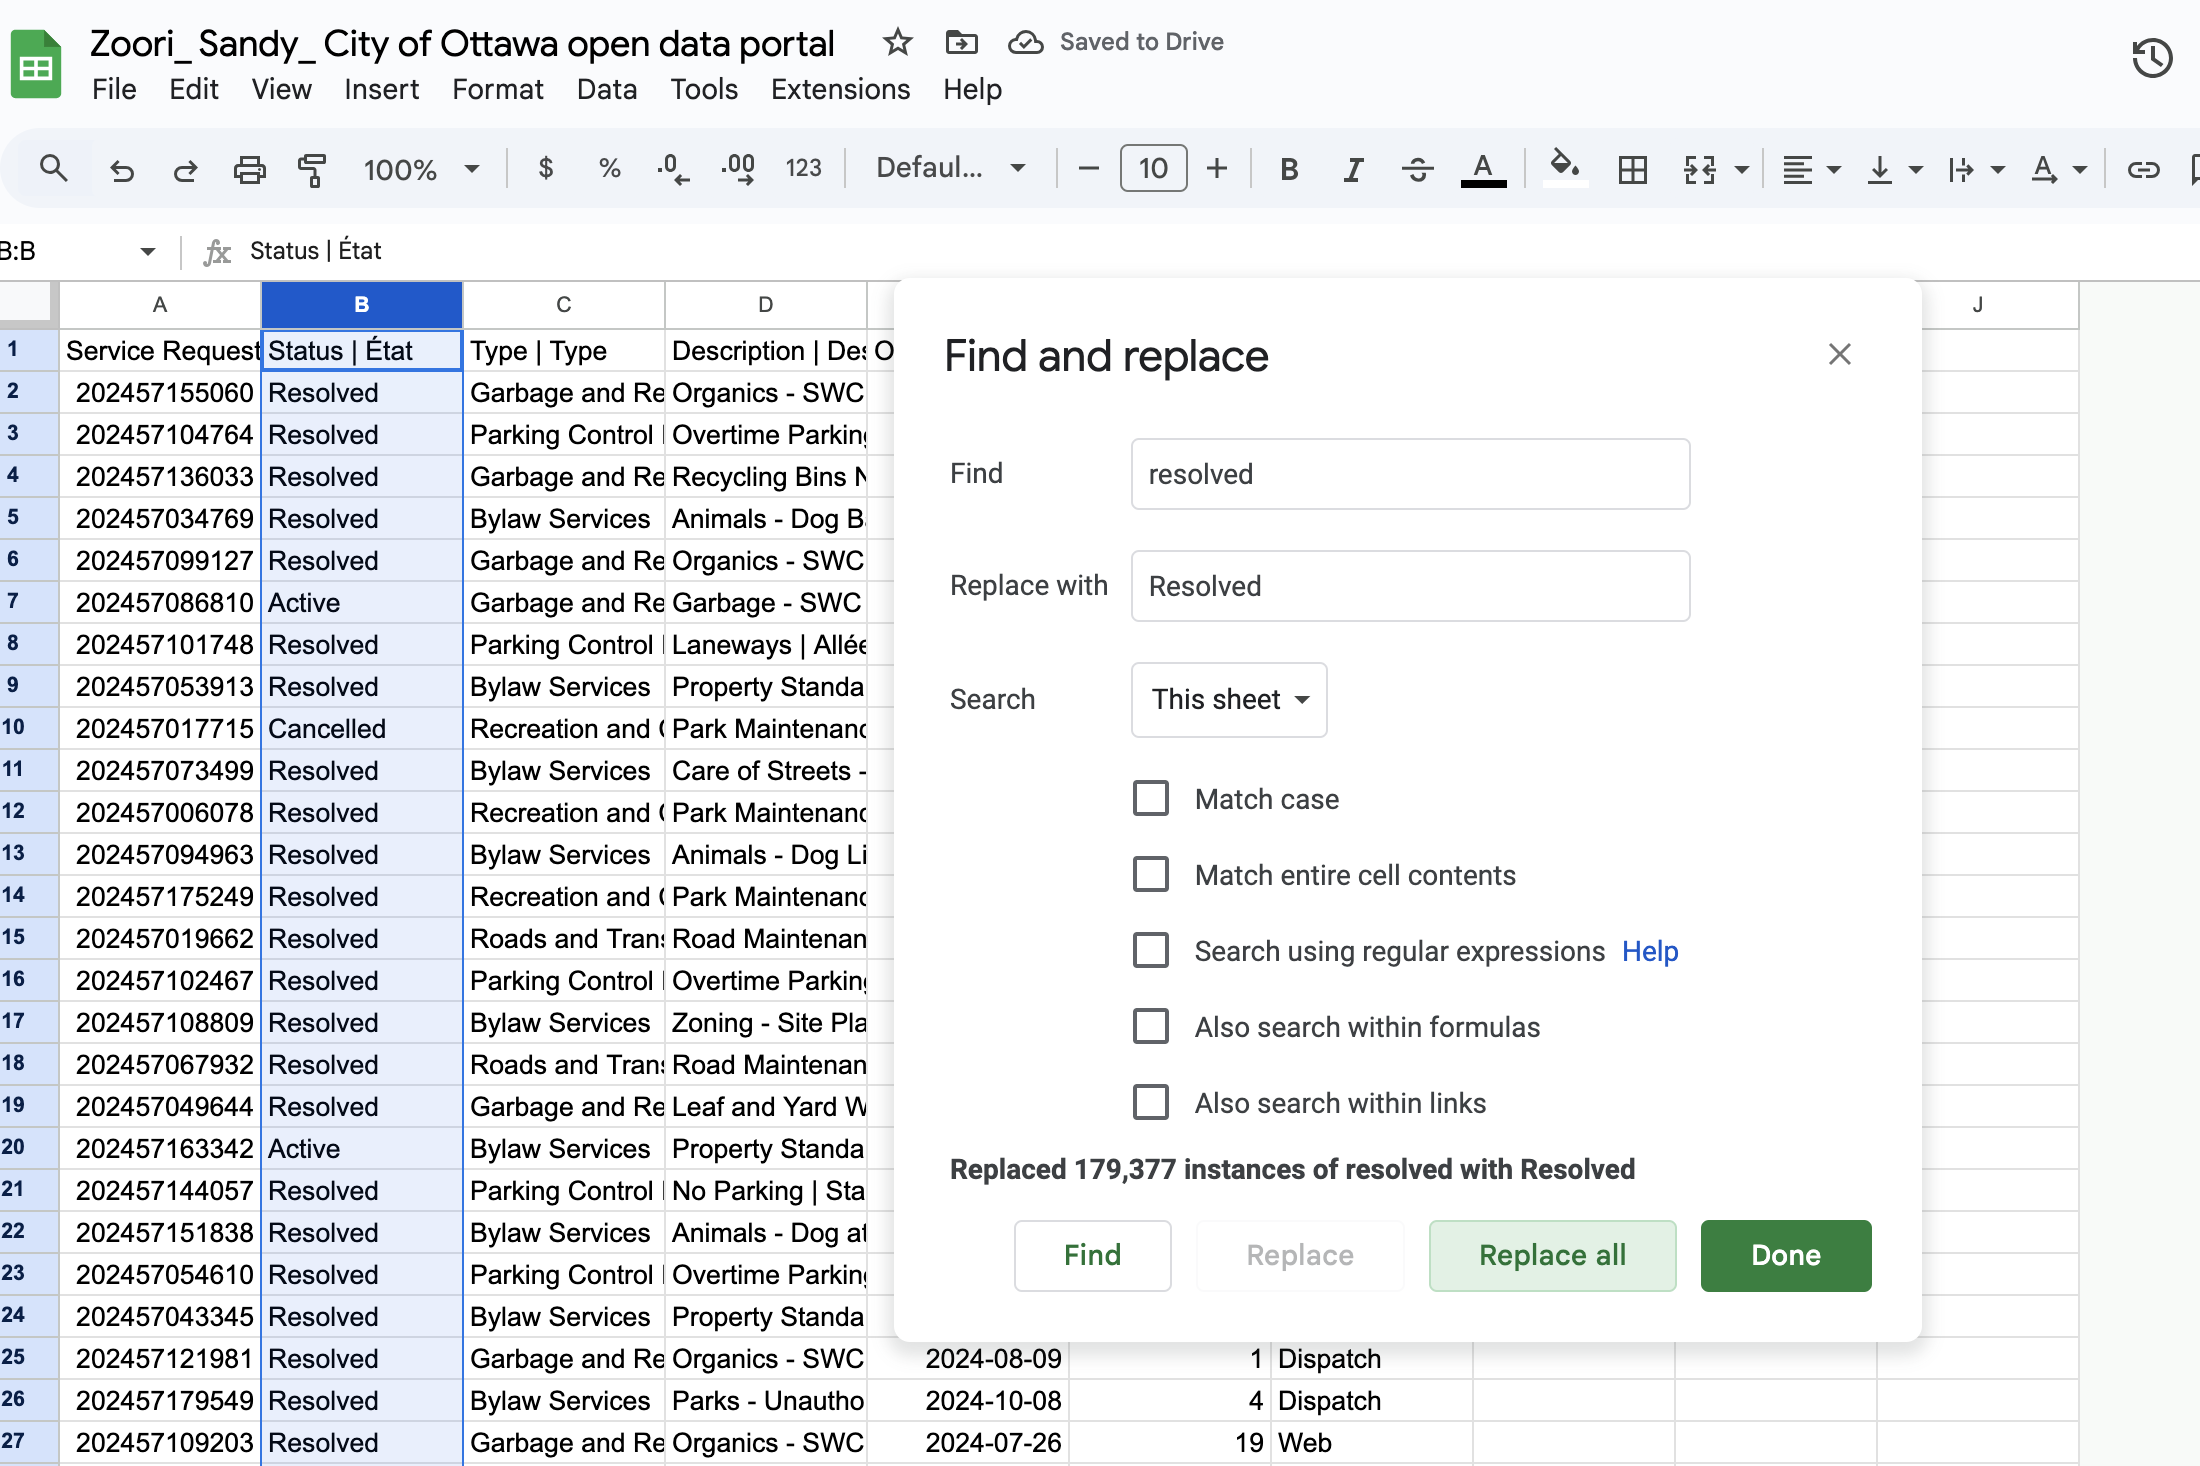 Zoori_ Sandy_ City of Ottawa open data portal Saved to Drive
File Edit View Insert Format Data Tools Extensions Help
100% $ % .0 .00 123 Defaul... 10 B I S A A
B:B fx Status | État
A B C D J
1 Service Request Status | État Type | Type Description | Des O
2 202457155060 Resolved Garbage and Re Organics - SWC
3 202457104764 Resolved Parking Control Overtime Parking
4 202457136033 Resolved Garbage and Re Recycling Bins N
5 202457034769 Resolved Bylaw Services Animals - Dog Ba
6 202457099127 Resolved Garbage and Re Organics - SWC
7 202457086810 Active Garbage and Re Garbage - SWC
8 202457101748 Resolved Parking Control Laneways | Allée
9 202457053913 Resolved Bylaw Services Property Standa
10 202457017715 Cancelled Recreation and C Park Maintenanc
11 202457073499 Resolved Bylaw Services Care of Streets -
12 202457006078 Resolved Recreation and C Park Maintenanc
13 202457094963 Resolved Bylaw Services Animals - Dog Li
14 202457175249 Resolved Recreation and C Park Maintenanc
15 202457019662 Resolved Roads and Trans Road Maintenan
16 202457102467 Resolved Parking Control Overtime Parking
17 202457108809 Resolved Bylaw Services Zoning - Site Pla
18 202457067932 Resolved Roads and Trans Road Maintenan
19 202457049644 Resolved Garbage and Re Leaf and Yard W
20 202457163342 Active Bylaw Services Property Standa
21 202457144057 Resolved Parking Control No Parking | Sta
22 202457151838 Resolved Bylaw Services Animals - Dog at
23 202457054610 Resolved Parking Control Overtime Parking
24 202457043345 Resolved Bylaw Services Property Standa
25 202457121981 Resolved Garbage and Re Organics - SWC 2024-08-09 1 Dispatch
26 202457179549 Resolved Bylaw Services Parks - Unautho 2024-10-08 4 Dispatch
27 202457109203 Resolved Garbage and Re Organics - SWC 2024-07-26 19 Web
Find and replace
Find resolved
Replace with Resolved
Search This sheet
Match case
Match entire cell contents
Search using regular expressions Help
Also search within formulas
Also search within links
Replaced 179,377 instances of resolved with Resolved
Find Replace Replace all Done